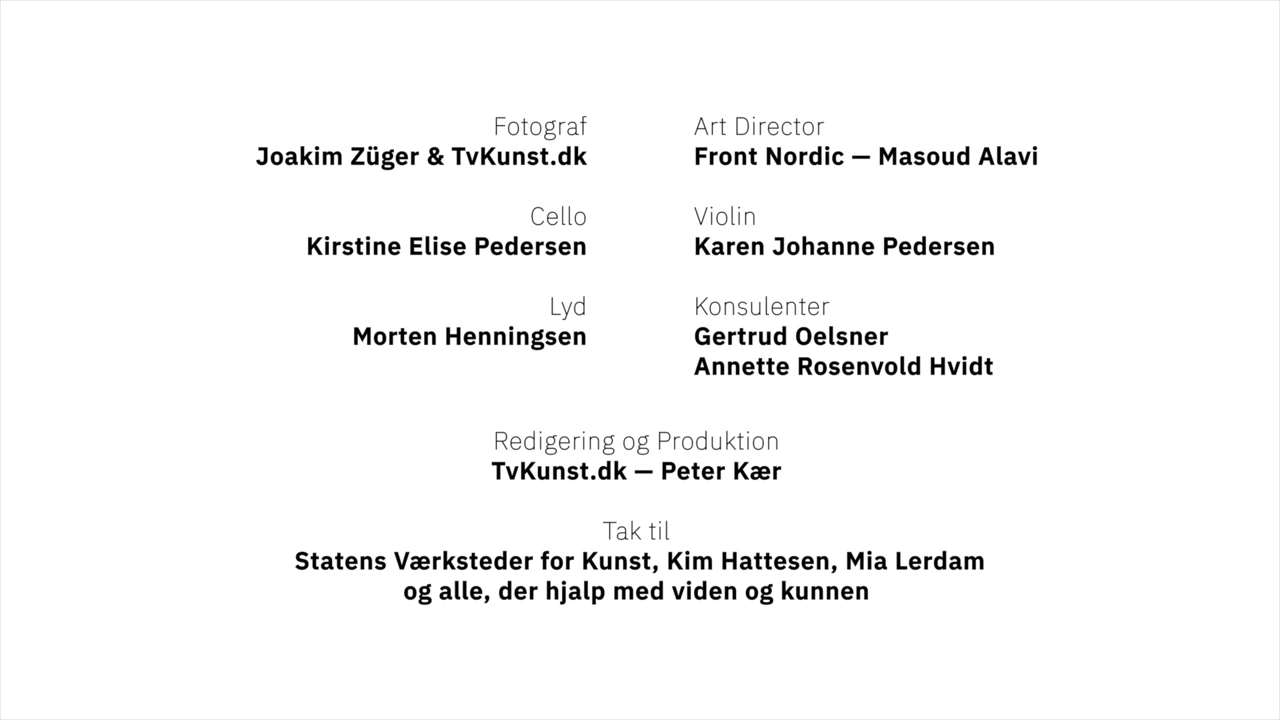 Fotograf
Joakim Züger & TvKunst.dk
Art Director
Front Nordic — Masoud Alavi
Cello
Kirstine Elise Pedersen
Violin
Karen Johanne Pedersen
Lyd
Morten Henningsen
Konsulenter
Gertrud Oelsner
Annette Rosenvold Hvidt
Redigering og Produktion
TvKunst.dk — Peter Kær
Tak til
Statens Værksteder for Kunst, Kim Hattesen, Mia Lerdam
og alle, der hjalp med viden og kunnen